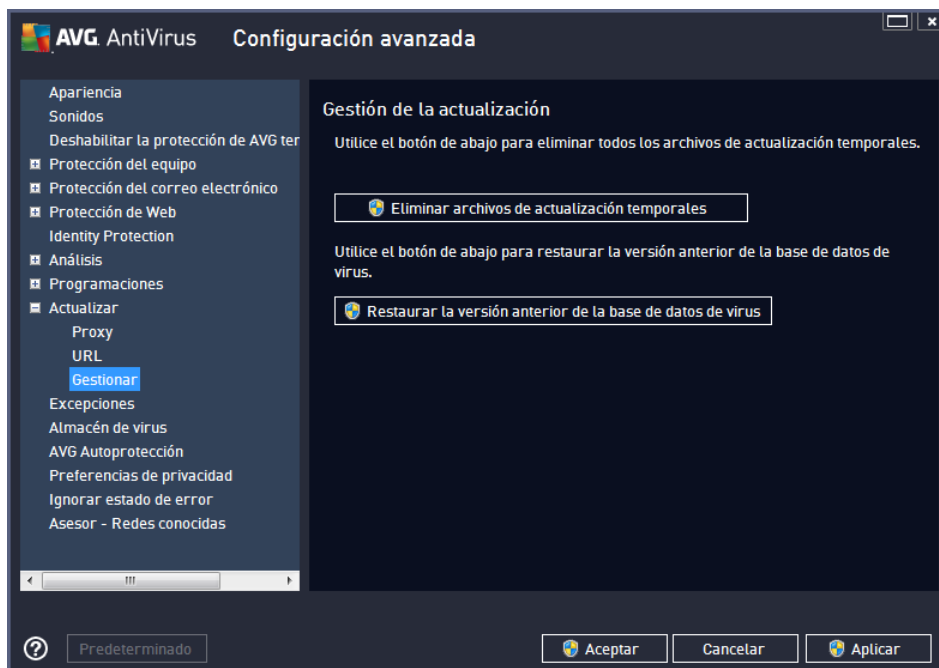 AVG. AntiVirus Configuración avanzada
Apariencia
Sonidos
Deshabilitar la protección de AVG ter
Protección del equipo
Protección del correo electrónico
Protección de Web
Identity Protection
Análisis
Programaciones
Actualizar
Proxy
URL
Gestionar
Excepciones
Almacén de virus
AVG Autoprotección
Preferencias de privacidad
Ignorar estado de error
Asesor - Redes conocidas
Gestión de la actualización
Utilice el botón de abajo para eliminar todos los archivos de actualización temporales.
Eliminar archivos de actualización temporales
Utilice el botón de abajo para restaurar la versión anterior de la base de datos de
virus.
Restaurar la versión anterior de la base de datos de virus
Predeterminado
Aceptar
Cancelar
Aplicar